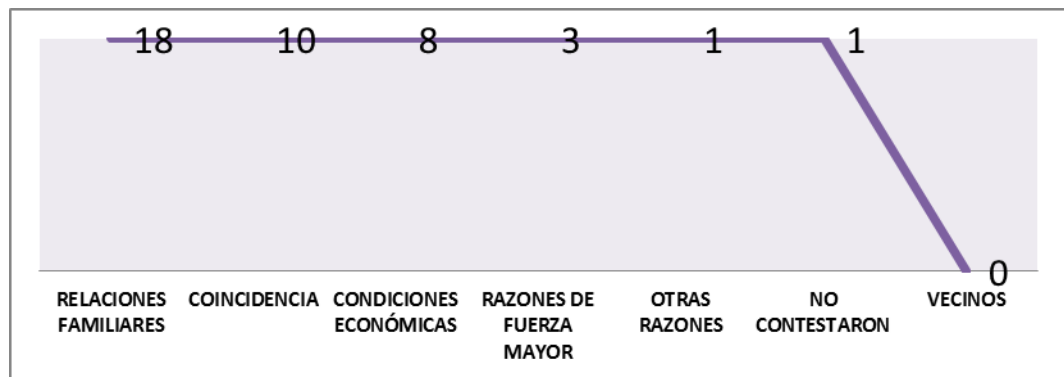 18 10 8 3 1 1
0
RELACIONES FAMILIARES
COINCIDENCIA
CONDICIONES ECONÓMICAS
RAZONES DE FUERZA MAYOR
OTRAS RAZONES
NO CONTESTARON
VECINOS